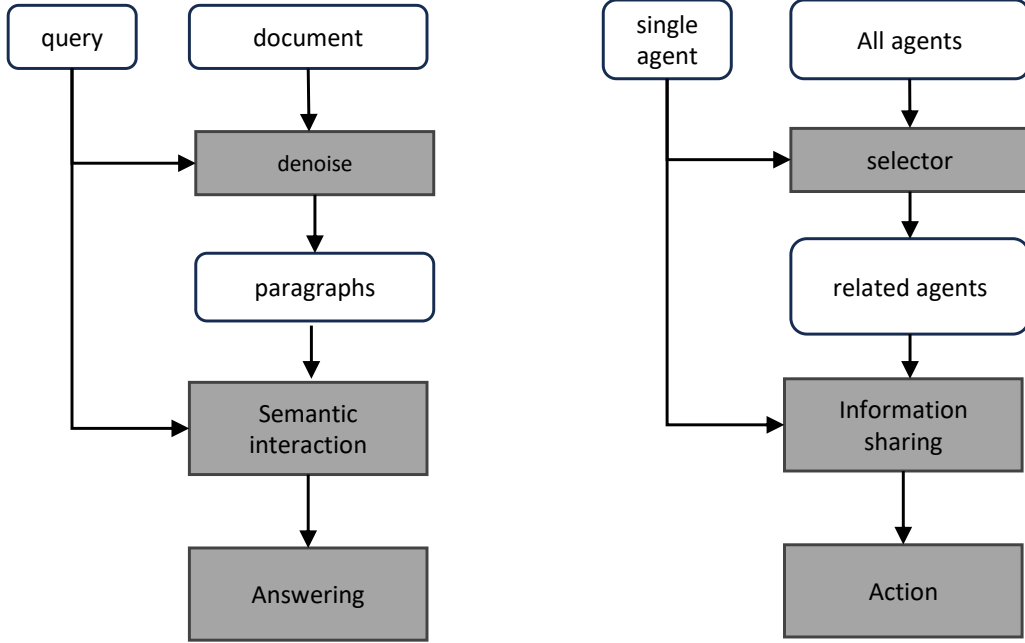 query
document
denoise
paragraphs
Semantic
interaction
Answering
single
agent
All agents
selector
related agents
Information
sharing
Action